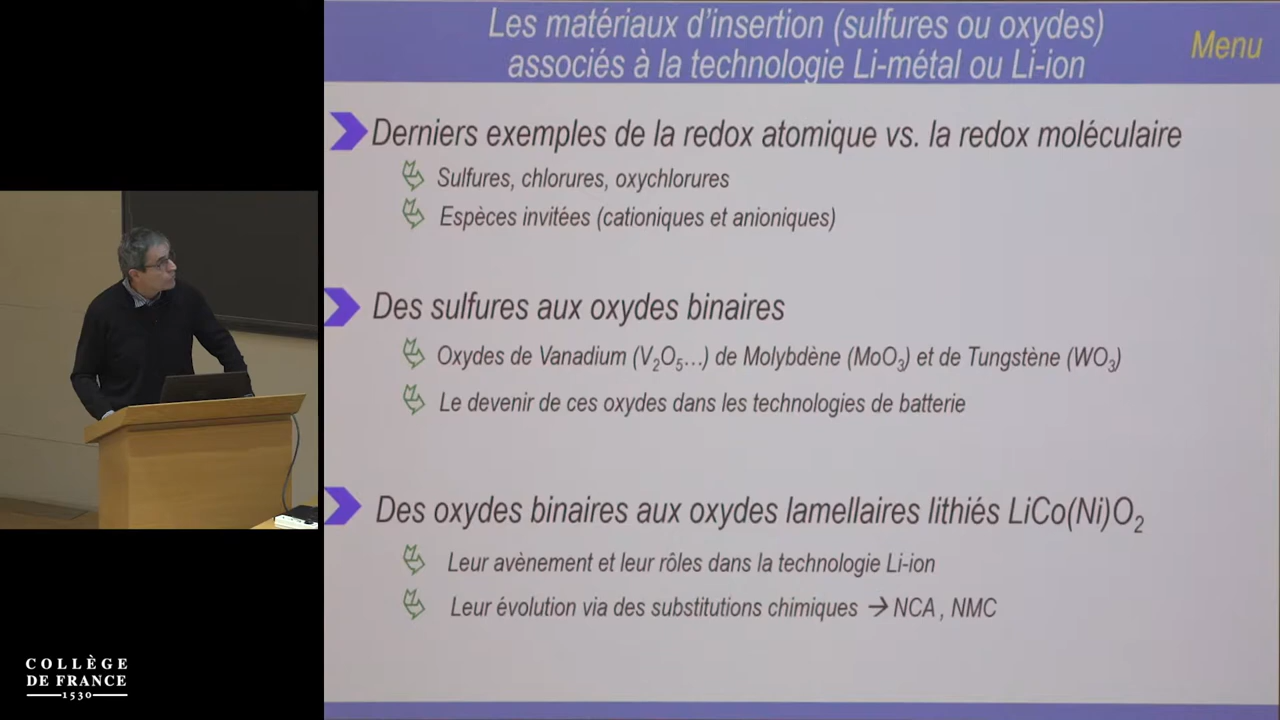 Les matériaux d'insertion (sulfures ou oxydes)
associés à la technologie Li-métal ou Li-ion
Menu
Derniers exemples de la redox atomique vs. la redox moléculaire
Sulfures, chlorures, oxychlorures
Espèces invitées (cationiques et anioniques)
Des sulfures aux oxydes binaires
Oxydes de Vanadium (V₂O₅…) de Molybdène (MoO₃) et de Tungstène (WO₃)
Le devenir de ces oxydes dans les technologies de batterie
Des oxydes binaires aux oxydes lamellaires lithiés LiCo(Ni)O₂
Leur avènement et leur rôles dans la technologie Li-ion
Leur évolution via des substitutions chimiques → NCA , NMC
COLLÈGE
DE FRANCE
1530